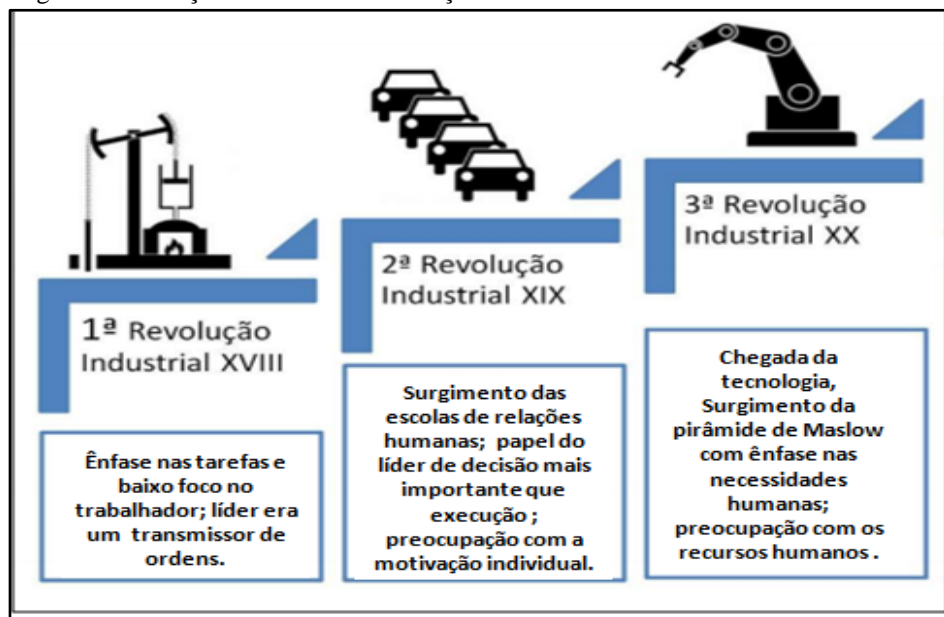 1ª Revolução
Industrial XVIII
Ênfase nas tarefas e
baixo foco no
trabalhador; líder era
um transmissor de
ordens.
2ª Revolução
Industrial XIX
Surgimento das
escolas de relações
humanas; papel do
líder de decisão mais
importante que
execução ;
preocupação com a
motivação individual.
3ª Revolução
Industrial XX
Chegada da
tecnologia,
Surgimento da
pirâmide de Maslow
com ênfase nas
necessidades
humanas;
preocupação com os
recursos humanos .